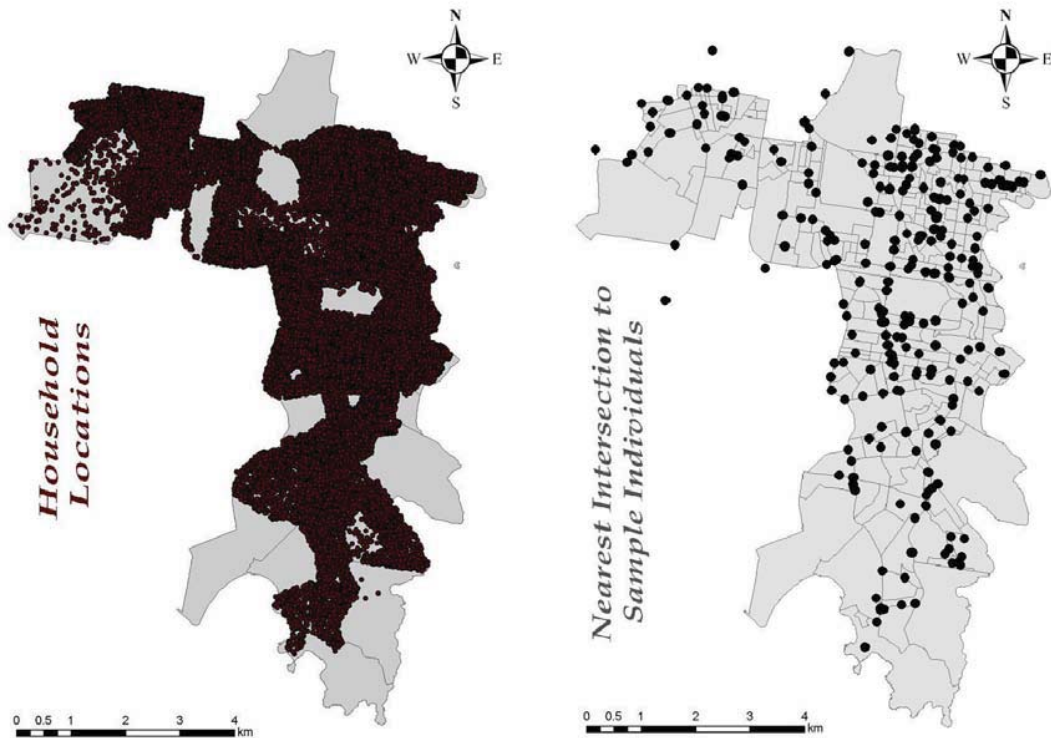 N
W E
S
Household
Locations
0 0.5 1 2 3 4
km
N
W E
S
Nearest Intersection to
Sample Individuals
0 0.5 1 2 3 4
km